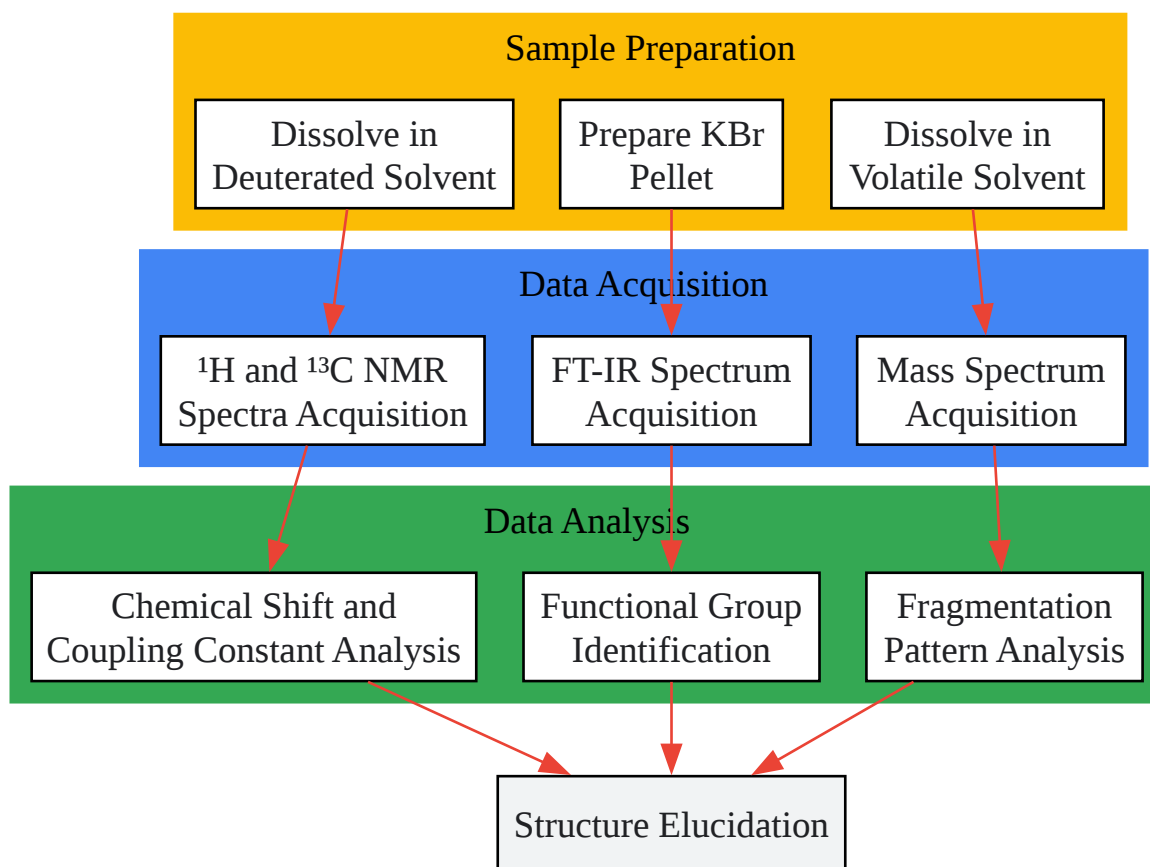 Sample Preparation
Dissolve in
Deuterated Solvent
Prepare KBr
Pellet
Dissolve in
Volatile Solvent
Data Acquisition
¹H and ¹³C NMR
Spectra Acquisition
FT-IR Spectrum
Acquisition
Mass Spectrum
Acquisition
Data Analysis
Chemical Shift and
Coupling Constant Analysis
Functional Group
Identification
Fragmentation
Pattern Analysis
Structure Elucidation